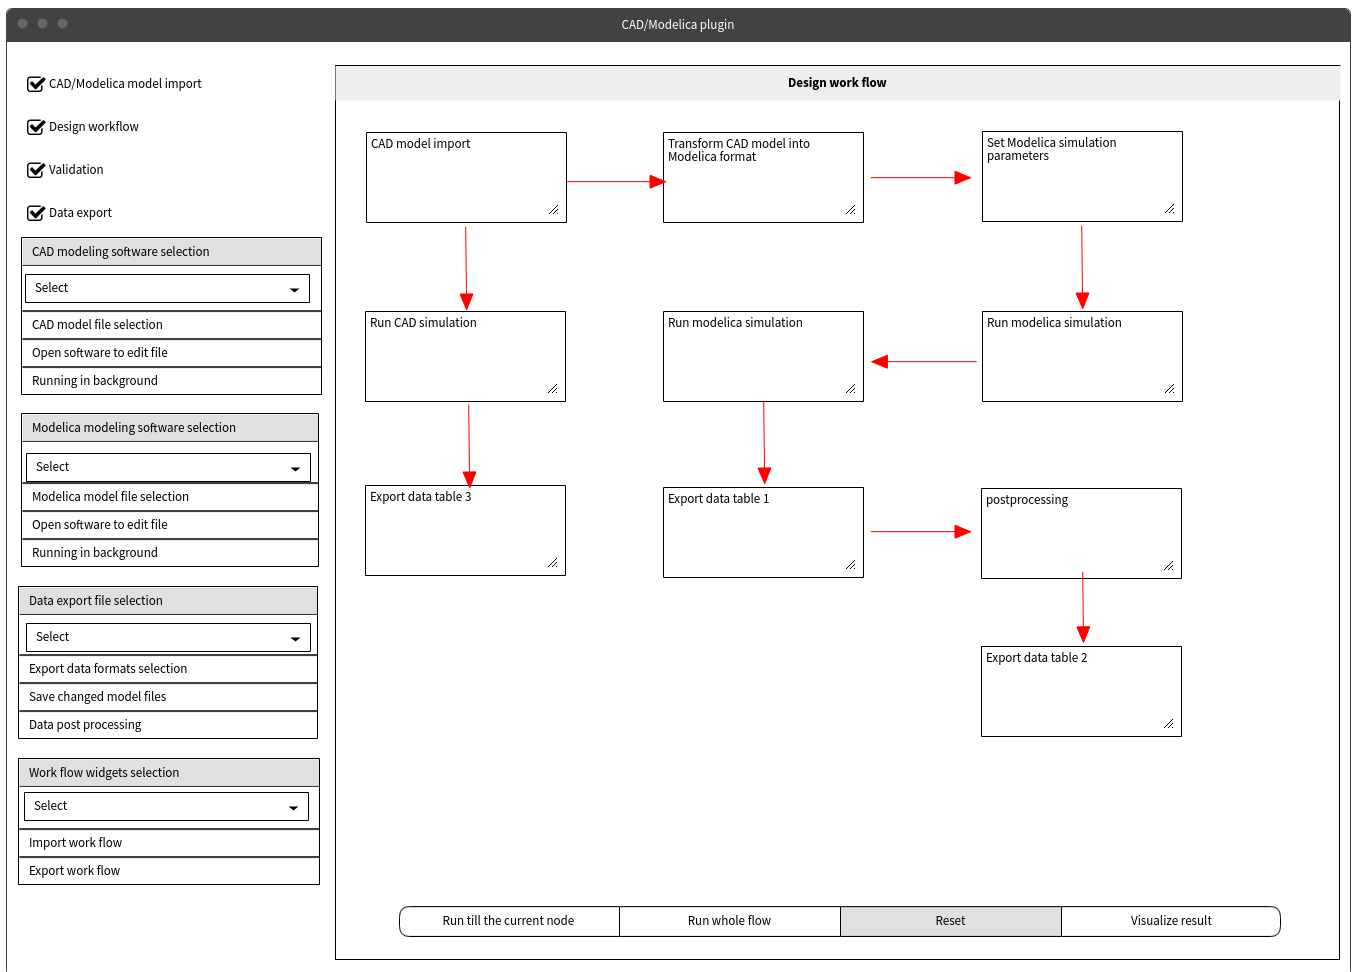 CAD/Modelica plugin
CAD/Modelica model import
Design workflow
Validation
Data export
CAD modeling software selection
Select
CAD model file selection
Open software to edit file
Running in background
Modelica modeling software selection
Select
Modelica model file selection
Open software to edit file
Running in background
Data export file selection
Select
Export data formats selection
Save changed model files
Data post processing
Work flow widgets selection
Select
Import work flow
Export work flow
Design work flow
CAD model import
Transform CAD model into
Modelica format
Set Modelica simulation
parameters
Run CAD simulation
Run modelica simulation
Run modelica simulation
Export data table 3
Export data table 1
postprocessing
Export data table 2
Run till the current node
Run whole flow
Reset
Visualize result